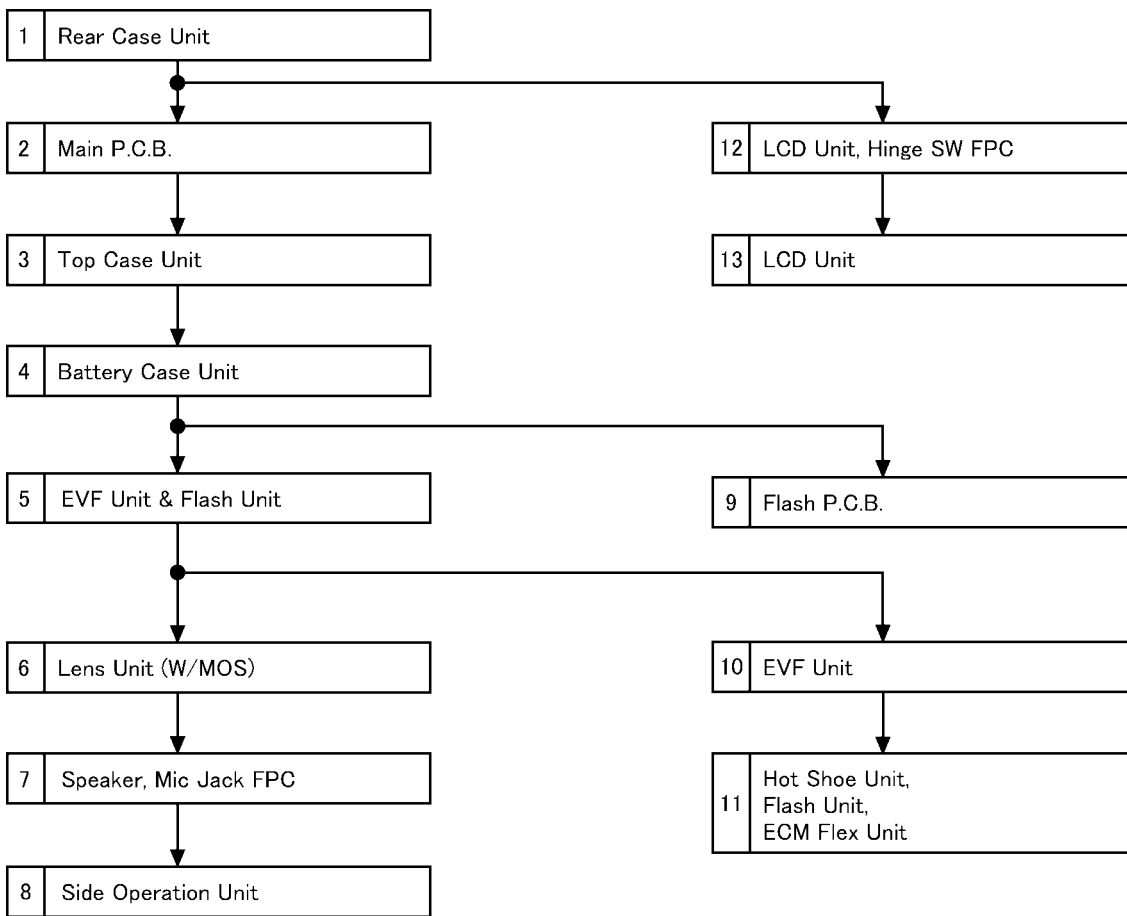 1 Rear Case Unit
2 Main P.C.B.
12 LCD Unit, Hinge SW FPC
3 Top Case Unit
13 LCD Unit
4 Battery Case Unit
5 EVF Unit & Flash Unit
9 Flash P.C.B.
6 Lens Unit (W/MOS)
10 EVF Unit
7 Speaker, Mic Jack FPC
11 Hot Shoe Unit,
Flash Unit,
ECM Flex Unit
8 Side Operation Unit